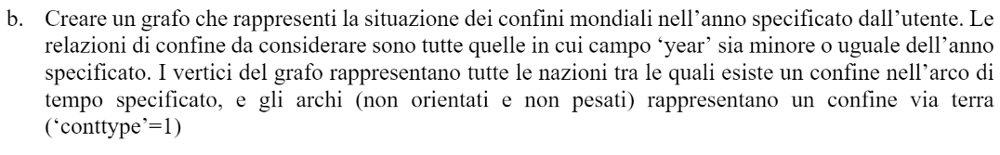 b. Creare un grafo che rappresenti la situazione dei confini mondiali nell’anno specificato dall’utente. Le
relazioni di confine da considerare sono tutte quelle in cui campo ‘year’ sia minore o uguale dell’anno
specificato. I vertici del grafo rappresentano tutte le nazioni tra le quali esiste un confine nell’arco di
tempo specificato, e gli archi (non orientati e non pesati) rappresentano un confine via terra
(‘conttype’=1)